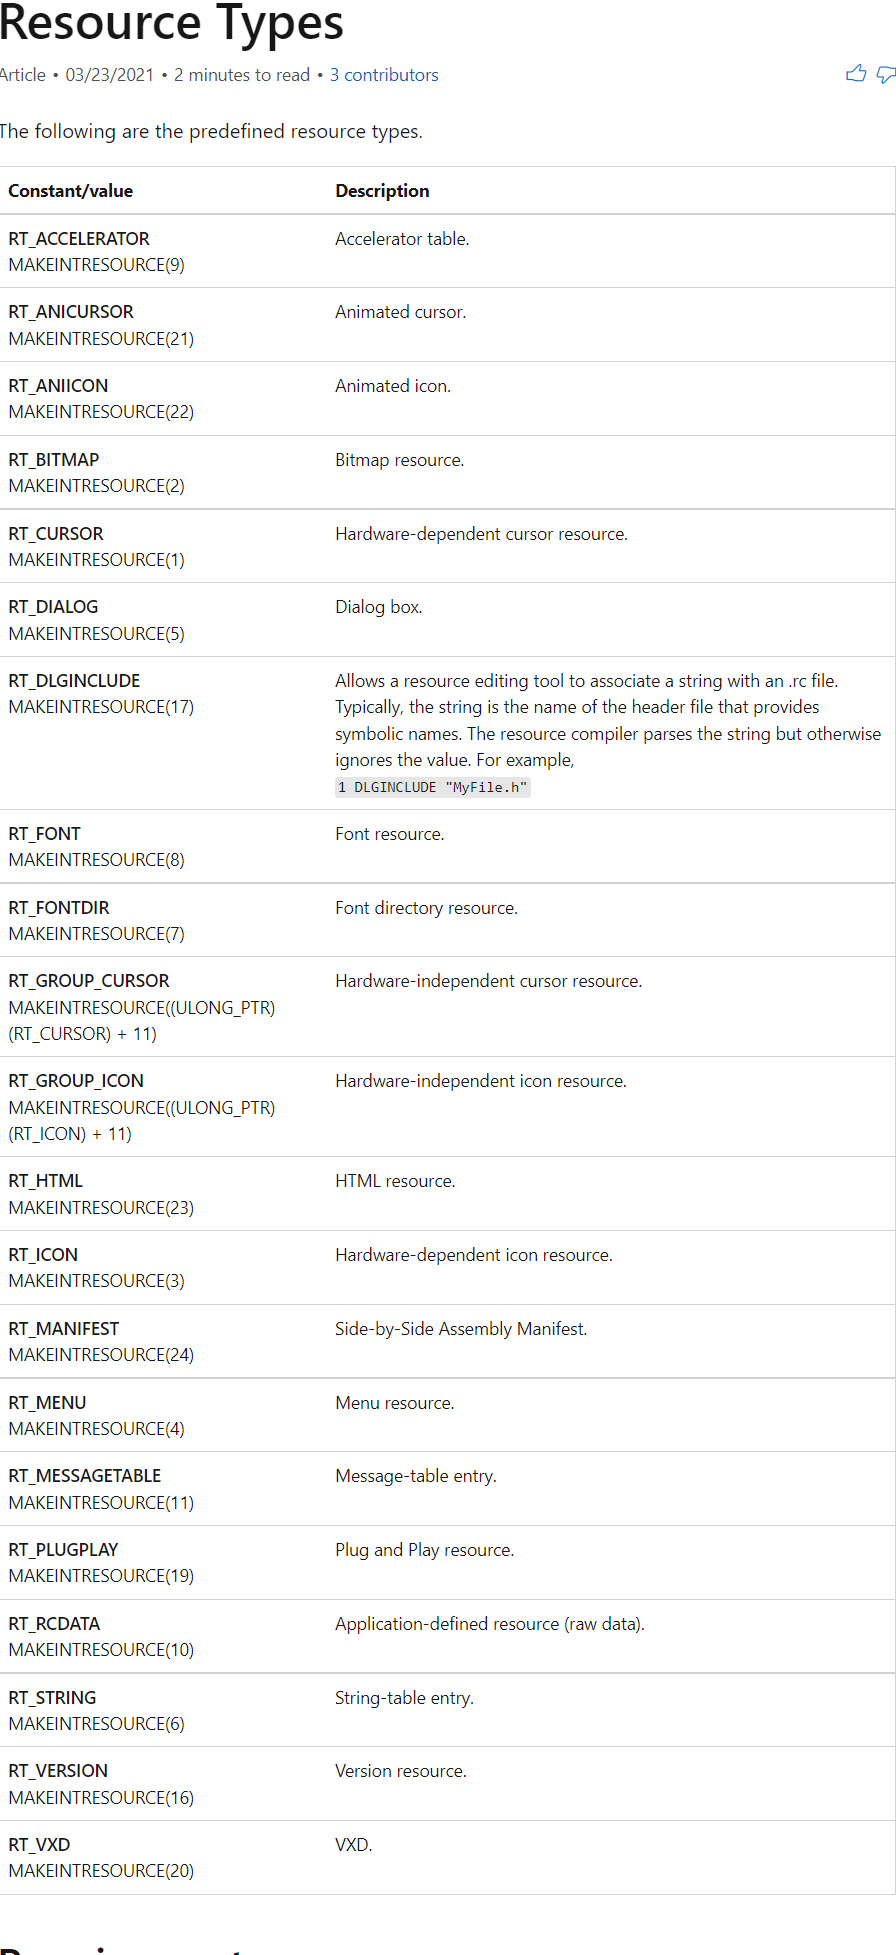 Resource Types
Article • 03/23/2021 • 2 minutes to read • 3 contributors
The following are the predefined resource types.
Constant/value Description
RT_ACCELERATOR Accelerator table.
MAKEINTRESOURCE(9)
RT_ANICURSOR Animated cursor.
MAKEINTRESOURCE(21)
RT_ANIICON Animated icon.
MAKEINTRESOURCE(22)
RT_BITMAP Bitmap resource.
MAKEINTRESOURCE(2)
RT_CURSOR Hardware-dependent cursor resource.
MAKEINTRESOURCE(1)
RT_DIALOG Dialog box.
MAKEINTRESOURCE(5)
RT_DLGINCLUDE Allows a resource editing tool to associate a string with an .rc file.
MAKEINTRESOURCE(17) Typically, the string is the name of the header file that provides
symbolic names. The resource compiler parses the string but otherwise
ignores the value. For example,
1 DLGINCLUDE "MyFile.h"
RT_FONT Font resource.
MAKEINTRESOURCE(8)
RT_FONTDIR Font directory resource.
MAKEINTRESOURCE(7)
RT_GROUP_CURSOR Hardware-independent cursor resource.
MAKEINTRESOURCE((ULONG_PTR)
(RT_CURSOR) + 11)
RT_GROUP_ICON Hardware-independent icon resource.
MAKEINTRESOURCE((ULONG_PTR)
(RT_ICON) + 11)
RT_HTML HTML resource.
MAKEINTRESOURCE(23)
RT_ICON Hardware-dependent icon resource.
MAKEINTRESOURCE(3)
RT_MANIFEST Side-by-Side Assembly Manifest.
MAKEINTRESOURCE(24)
RT_MENU Menu resource.
MAKEINTRESOURCE(4)
RT_MESSAGETABLE Message-table entry.
MAKEINTRESOURCE(11)
RT_PLUGPLAY Plug and Play resource.
MAKEINTRESOURCE(19)
RT_RCDATA Application-defined resource (raw data).
MAKEINTRESOURCE(10)
RT_STRING String-table entry.
MAKEINTRESOURCE(6)
RT_VERSION Version resource.
MAKEINTRESOURCE(16)
RT_VXD VXD.
MAKEINTRESOURCE(20)